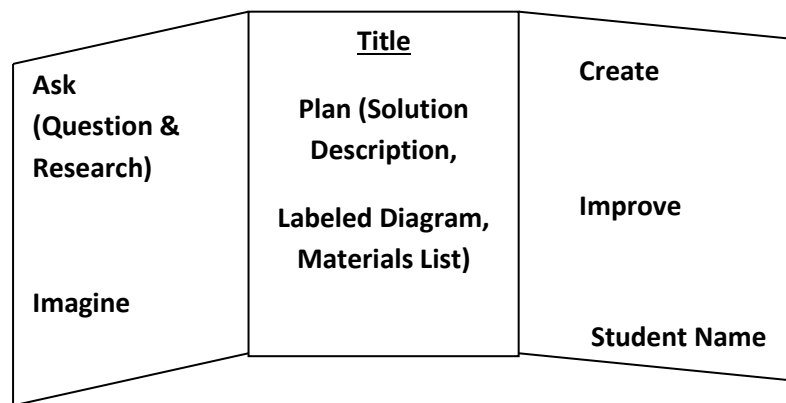 Ask
(Question &
Research)
Imagine
Title
Plan (Solution
Description,
Labeled Diagram,
Materials List)
Create
Improve
Student Name